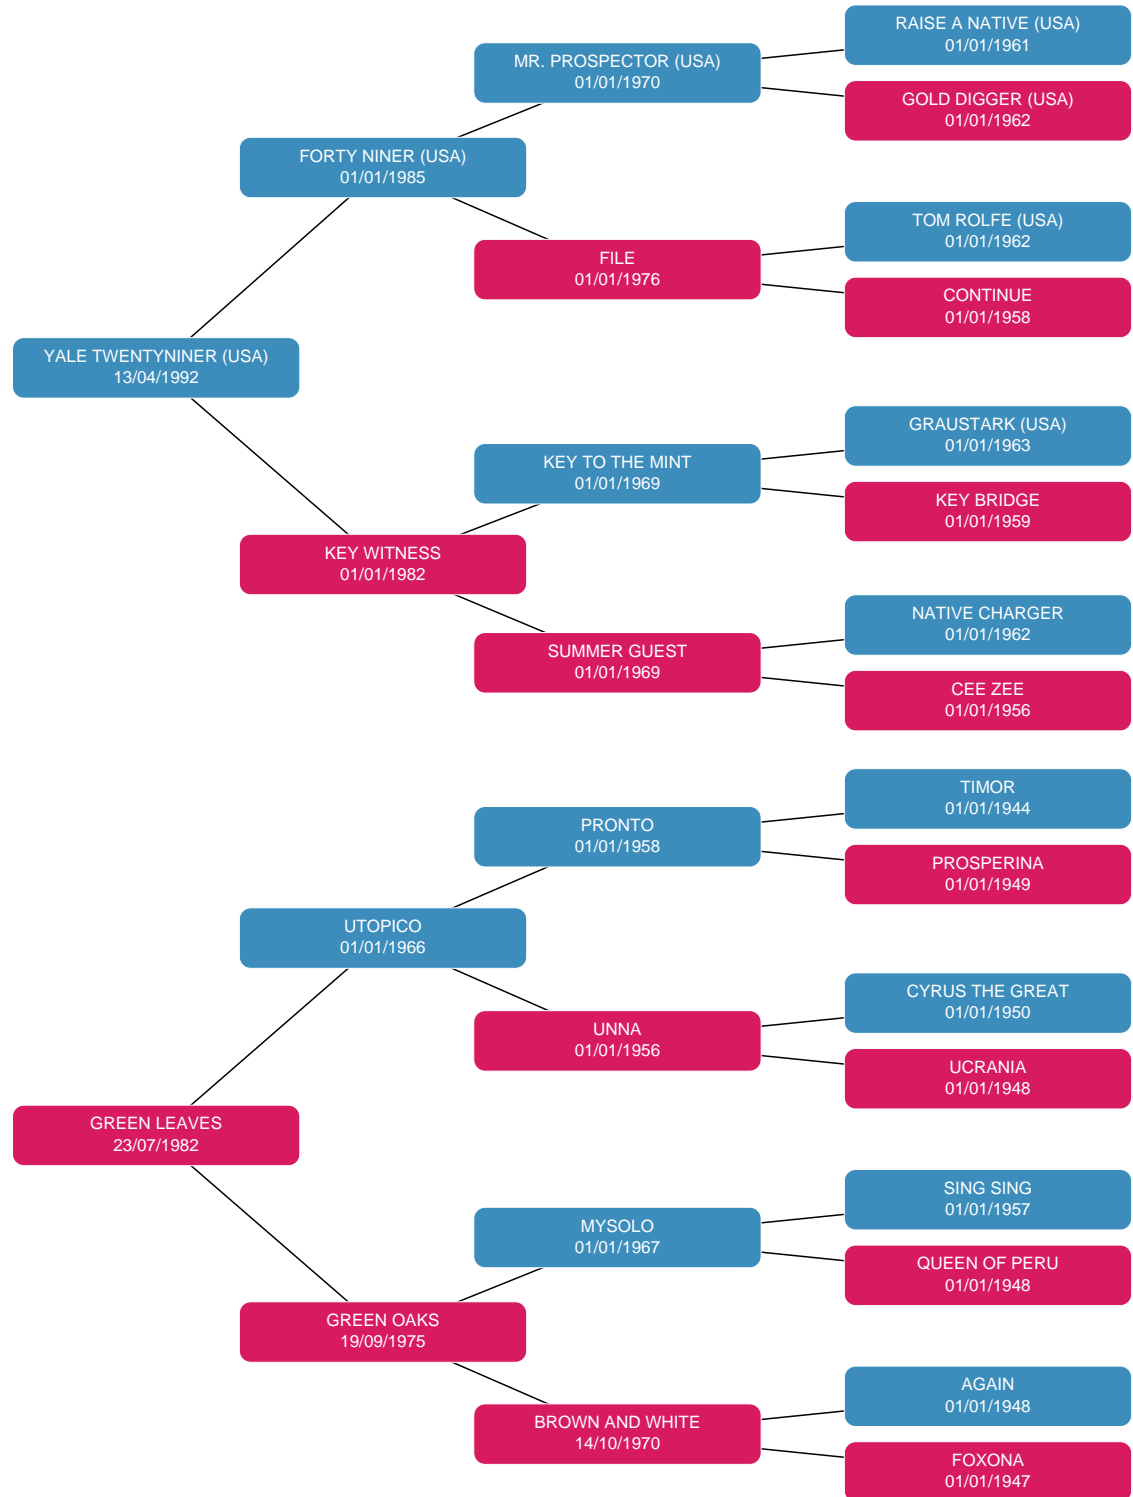 RAISE A NATIVE (USA)
01/01/1961
MR. PROSPECTOR (USA)
01/01/1970
GOLD DIGGER (USA)
01/01/1962
FORTY NINER (USA)
01/01/1985
TOM ROLFE (USA)
01/01/1962
FILE
01/01/1976
CONTINUE
01/01/1958
YALE TWENTYNINER (USA)
13/04/1992
GRAUSTARK (USA)
01/01/1963
KEY TO THE MINT
01/01/1969
KEY BRIDGE
01/01/1959
KEY WITNESS
01/01/1982
NATIVE CHARGER
01/01/1962
SUMMER GUEST
01/01/1969
CEE ZEE
01/01/1956
TIMOR
01/01/1944
PRONTO
01/01/1958
PROSPERINA
01/01/1949
UTOPICO
01/01/1966
CYRUS THE GREAT
01/01/1950
UNNA
01/01/1956
UCRANIA
01/01/1948
GREEN LEAVES
23/07/1982
SING SING
01/01/1957
MYSOLO
01/01/1967
QUEEN OF PERU
01/01/1948
GREEN OAKS
19/09/1975
AGAIN
01/01/1948
BROWN AND WHITE
14/10/1970
FOXONA
01/01/1947